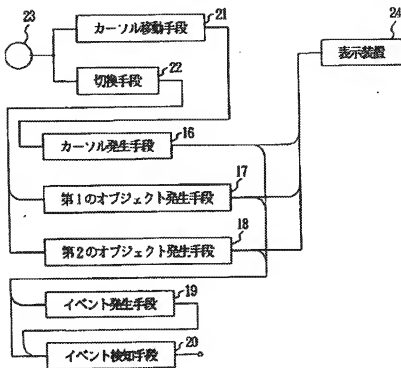 23
21
カーソル移動手段
24
表示装置
22
切換手段
16
カーソル発生手段
17
第1のオブジェクト発生手段
18
第2のオブジェクト発生手段
19
イベント発生手段
20
イベント検知手段